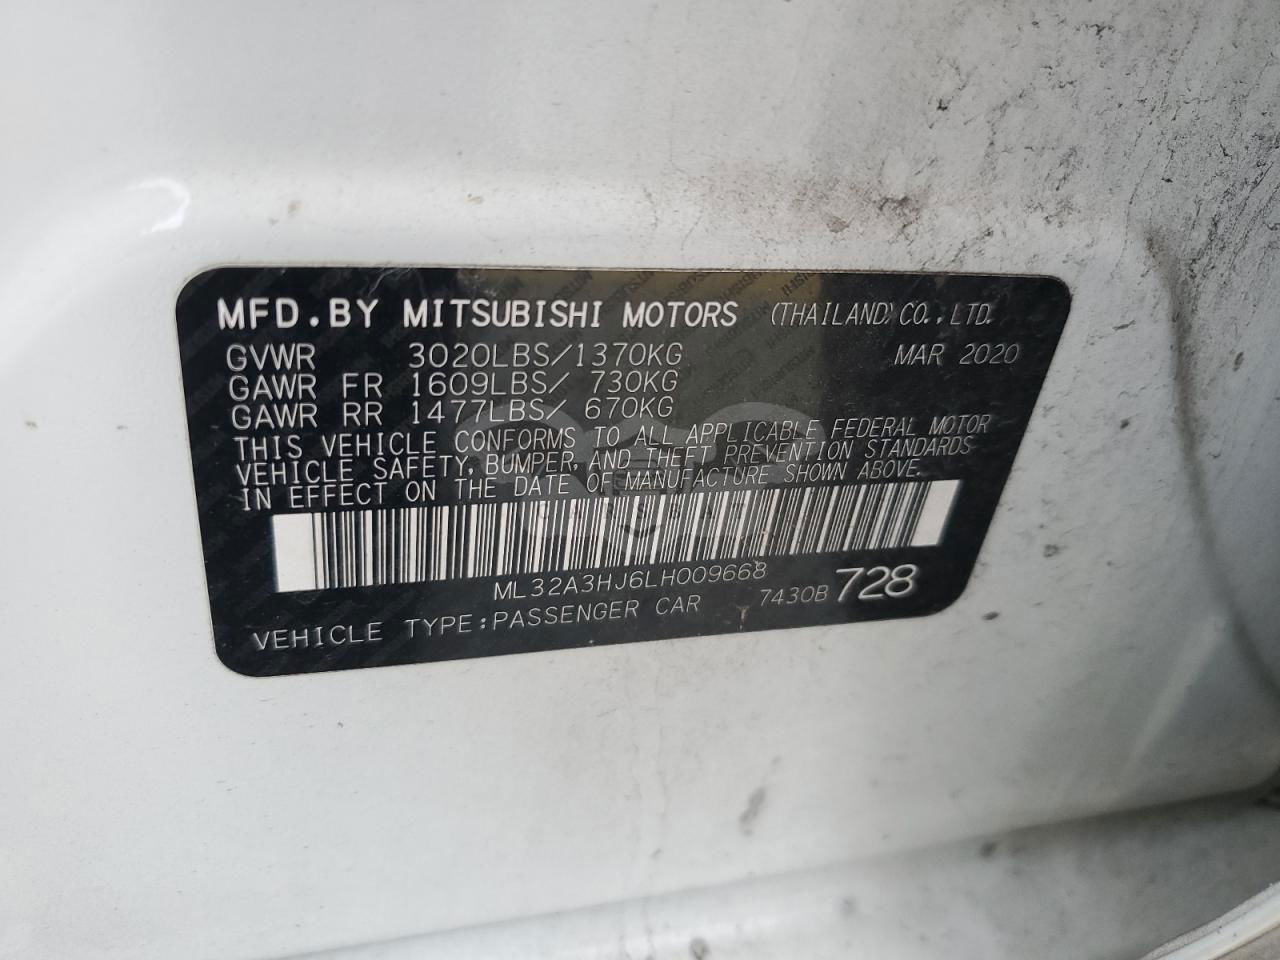 MFD.BY MITSUBISHI MOTORS (THAILAND) CO.,LTD.
GVWR 3020LBS/1370KG MAR 2020
GAWR FR 1609LBS/ 730KG
GAWR RR 1477LBS/ 670KG
THIS VEHICLE CONFORMS TO ALL APPLICABLE FEDERAL MOTOR
VEHICLE SAFETY, BUMPER, AND THEFT PREVENTION STANDARDS
IN EFFECT ON THE DATE OF MANUFACTURE SHOWN ABOVE.
ML32A3HJ6LH009668
VEHICLE TYPE:PASSENGER CAR 7430B 728